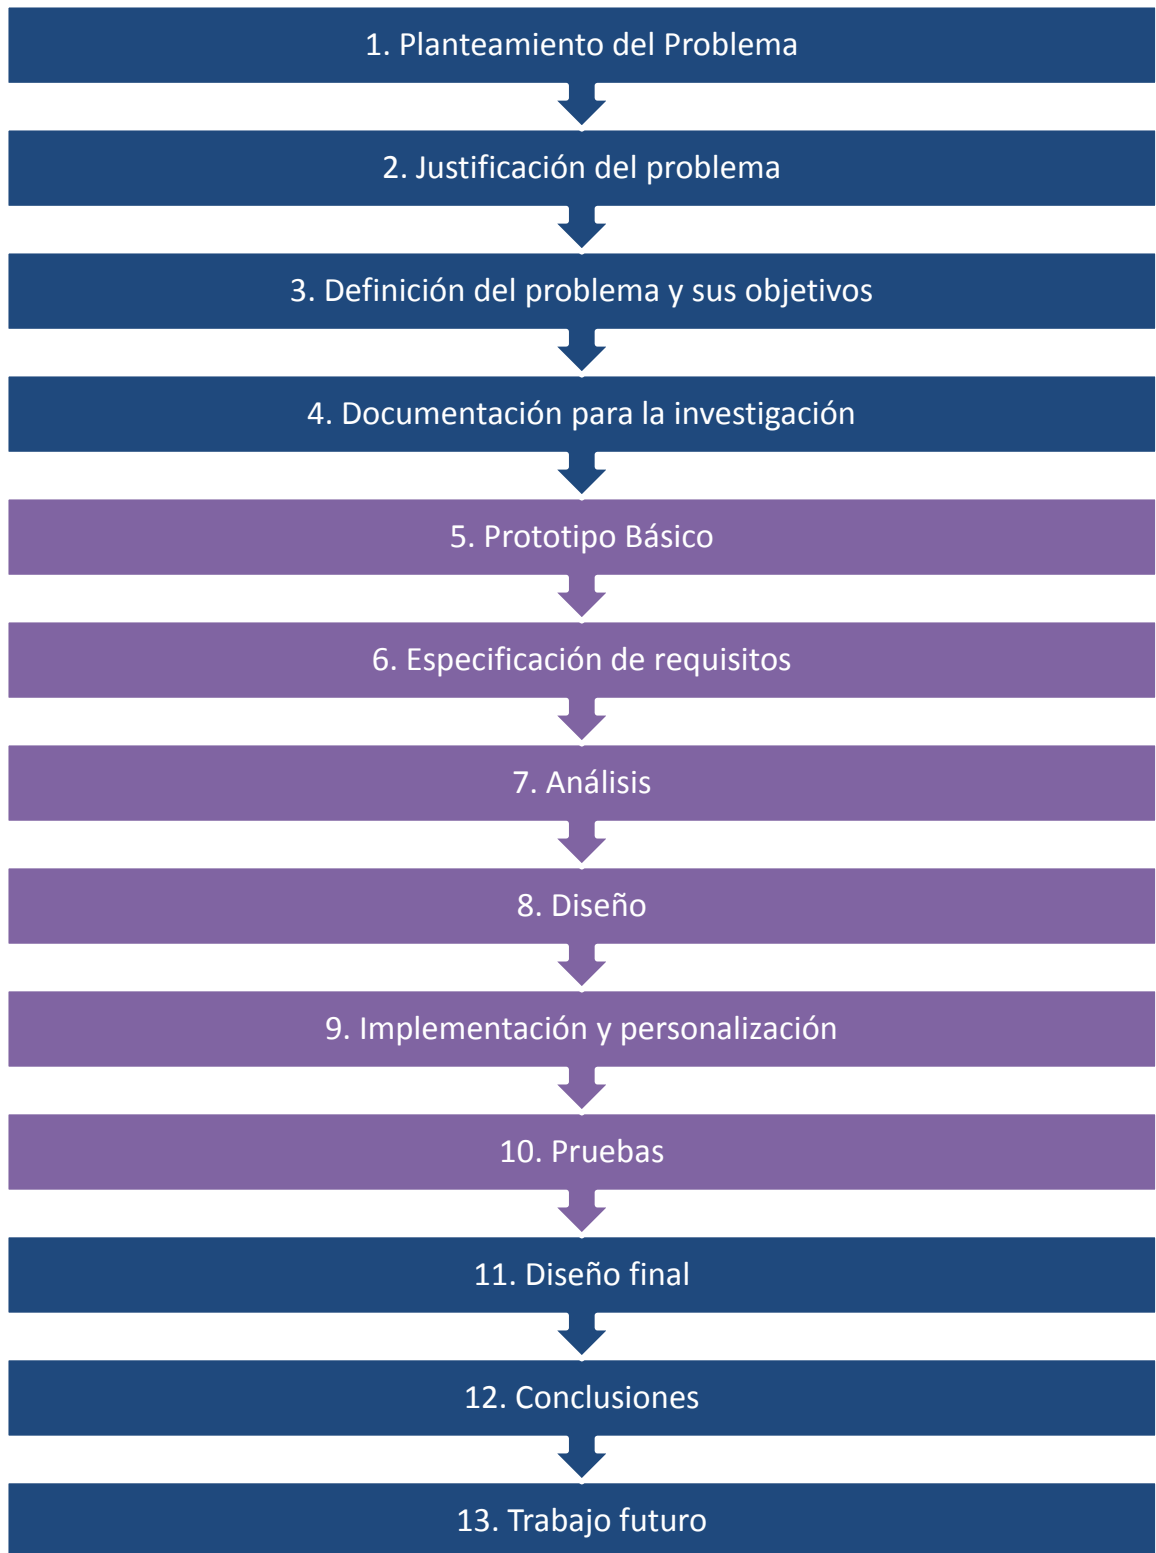 1. Planteamiento del Problema
2. Justificación del problema
3. Definición del problema y sus objetivos
4. Documentación para la investigación
5. Prototipo Básico
6. Especificación de requisitos
7. Análisis
8. Diseño
9. Implementación y personalización
10. Pruebas
11. Diseño final
12. Conclusiones
13. Trabajo futuro